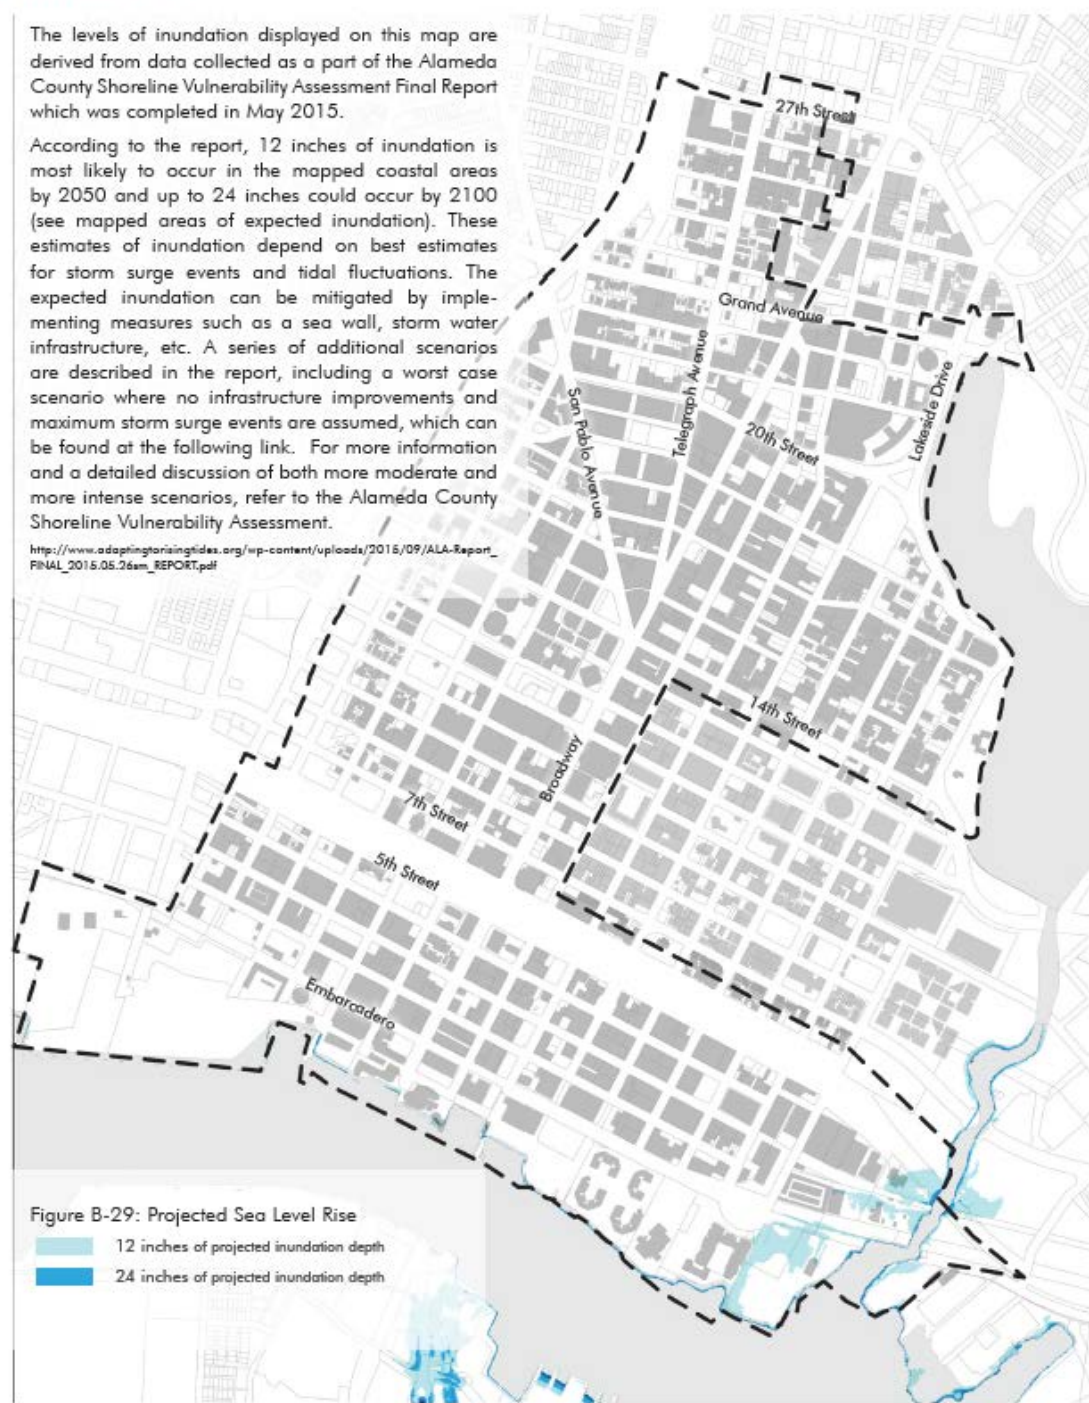 The levels of inundation displayed on this map are
derived from data collected as a part of the Alameda
County Shoreline Vulnerability Assessment Final Report
which was completed in May 2015.
According to the report, 12 inches of inundation is
most likely to occur in the mapped coastal areas
by 2050 and up to 24 inches could occur by 2100
(see mapped areas of expected inundation). These
estimates of inundation depend on best estimates
for storm surge events and tidal fluctuations. The
expected inundation can be mitigated by imple-
menting measures such as a sea wall, storm water
infrastructure, etc. A series of additional scenarios
are described in the report, including a worst case
scenario where no infrastructure improvements and
maximum storm surge events are assumed, which can
be found at the following link. For more information
and a detailed discussion of both more moderate and
more intense scenarios, refer to the Alameda County
Shoreline Vulnerability Assessment.
http://www.adaptingtorisingtides.org/wp-content/uploads/2015/09/ALA-Report_
FINAL_2015.05.26sm_REPORT.pdf
27th Street
Grand Avenue
Telegraph Avenue
San Pablo Avenue
20th Street
Lakeside Drive
14th Street
Broadway
7th Street
5th Street
Embarcadero
Figure B-29: Projected Sea Level Rise
12 inches of projected inundation depth
24 inches of projected inundation depth